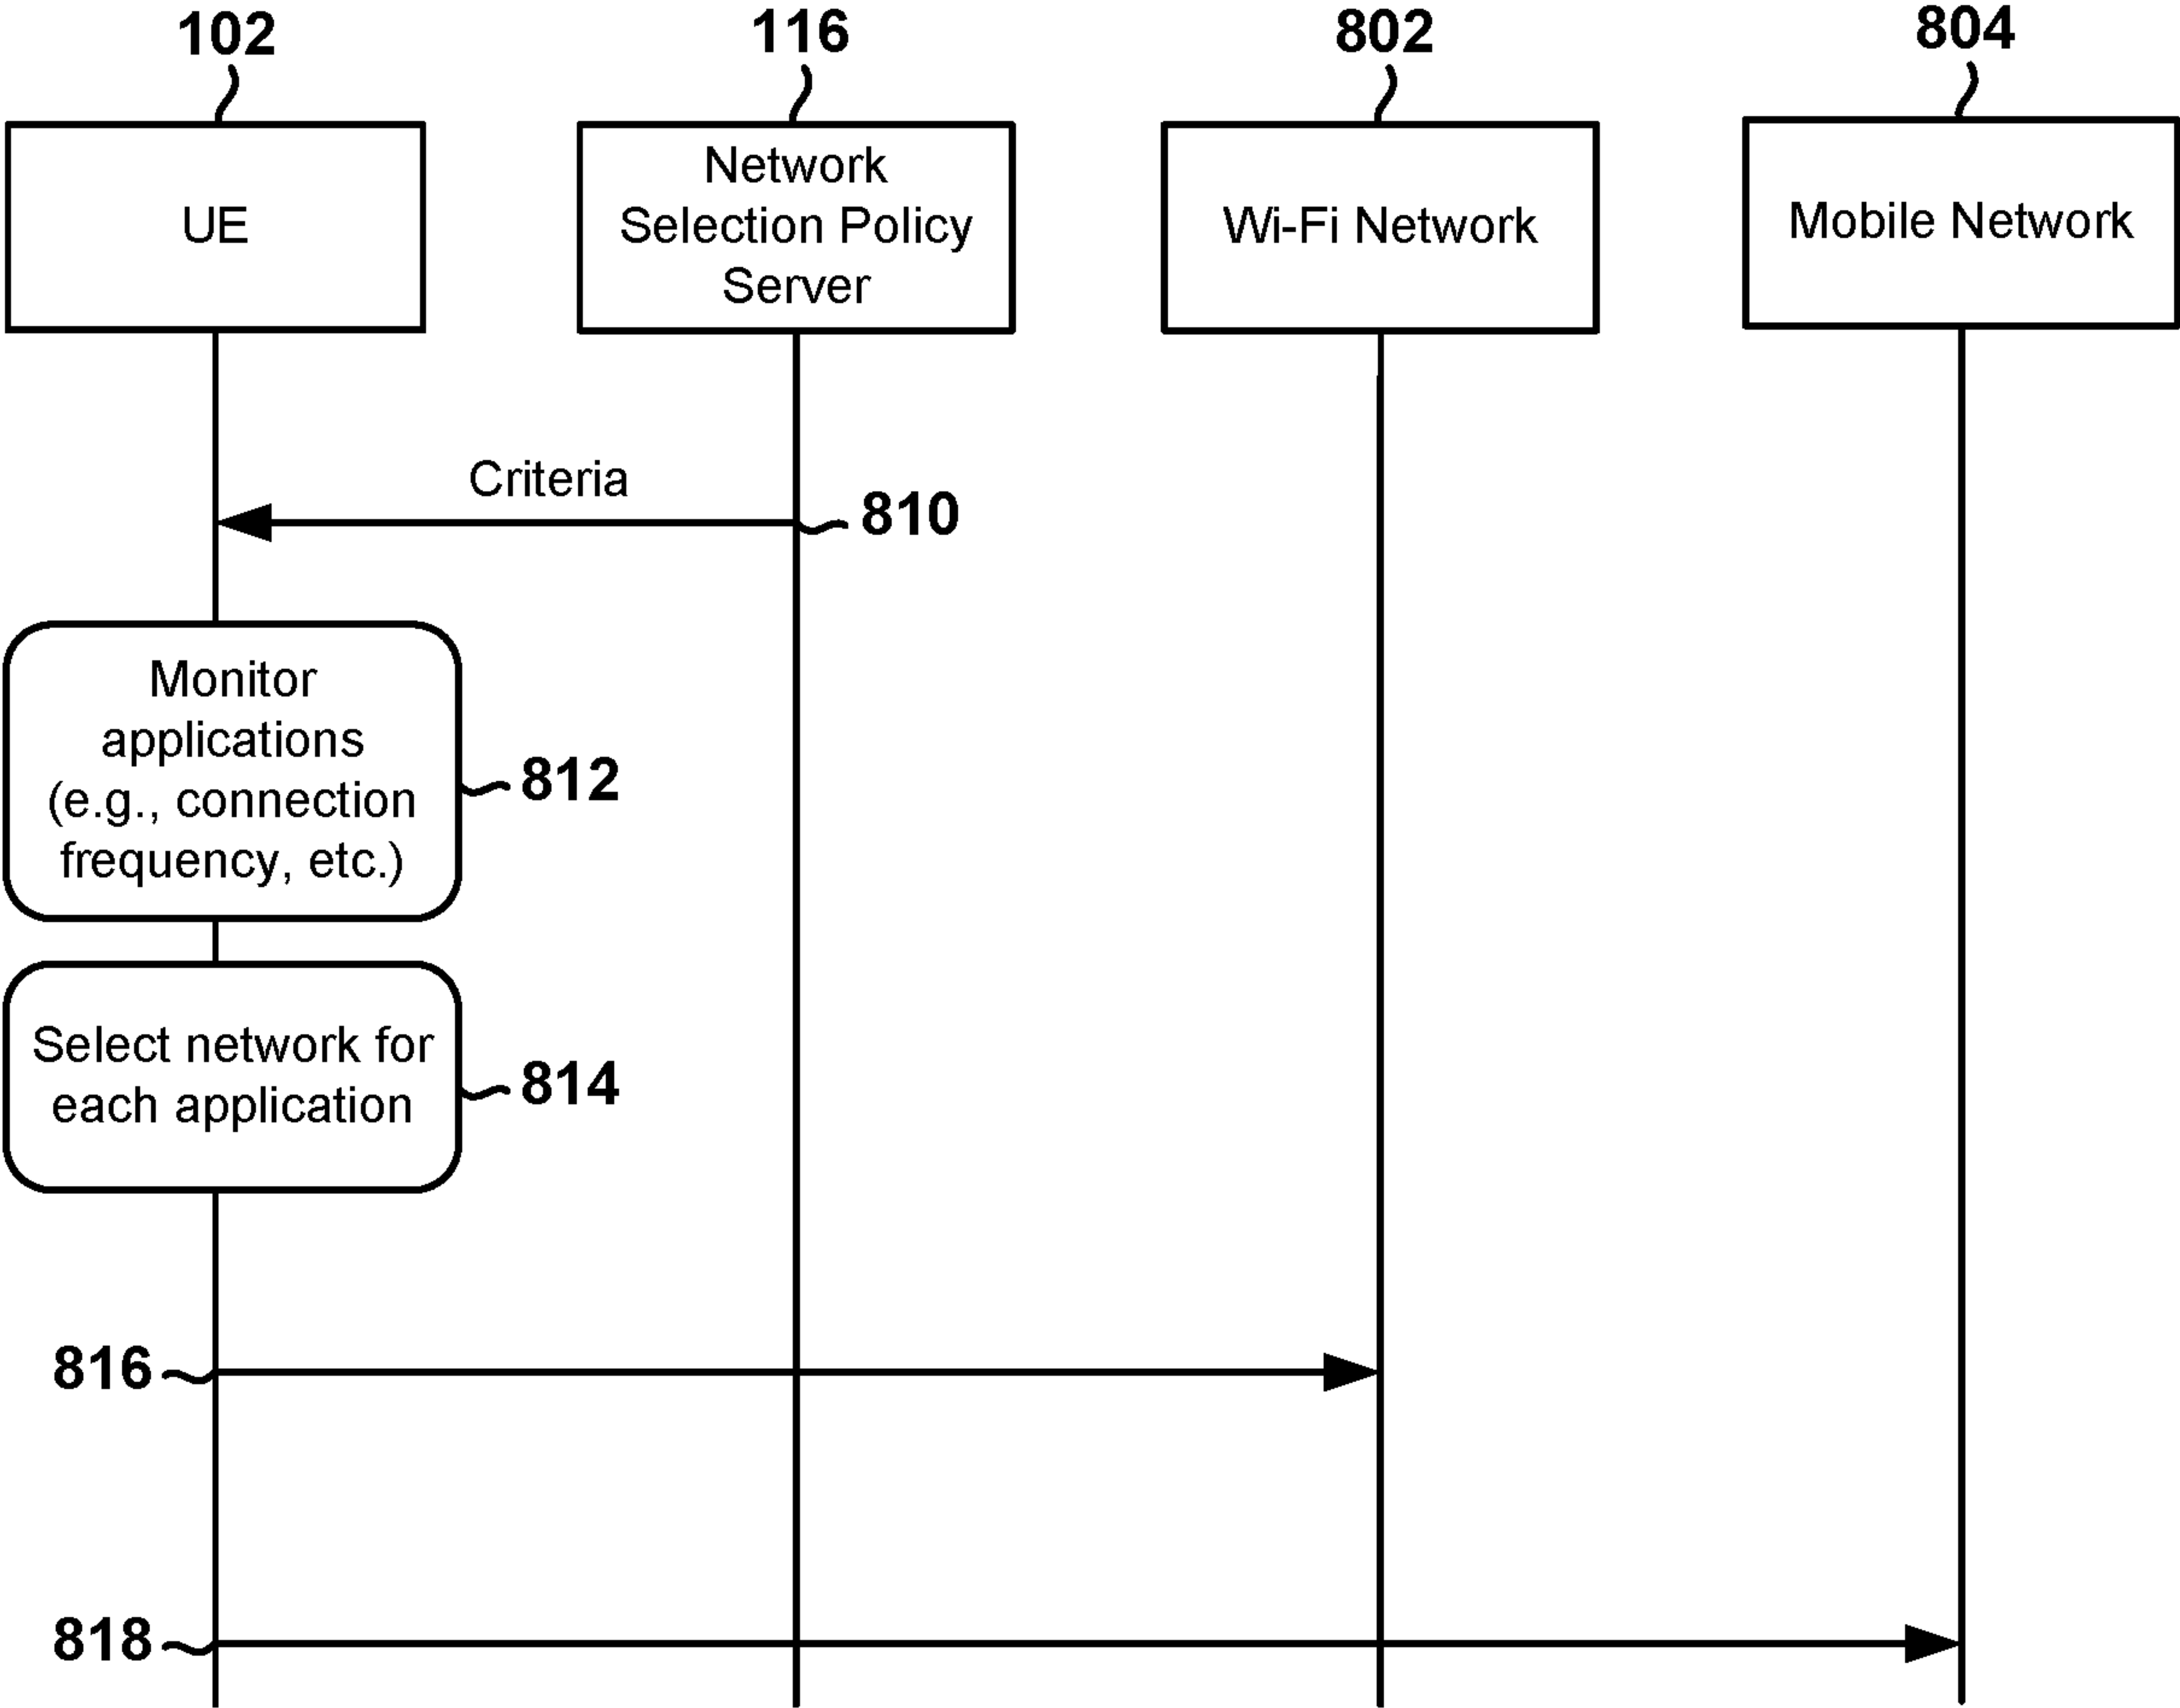 102
116
802
804
UE
Network
Selection Policy
Server
Wi-Fi Network
Mobile Network
Criteria
810
Monitor
applications
(e.g., connection
frequency, etc.)
812
Select network for
each application
814
816
818